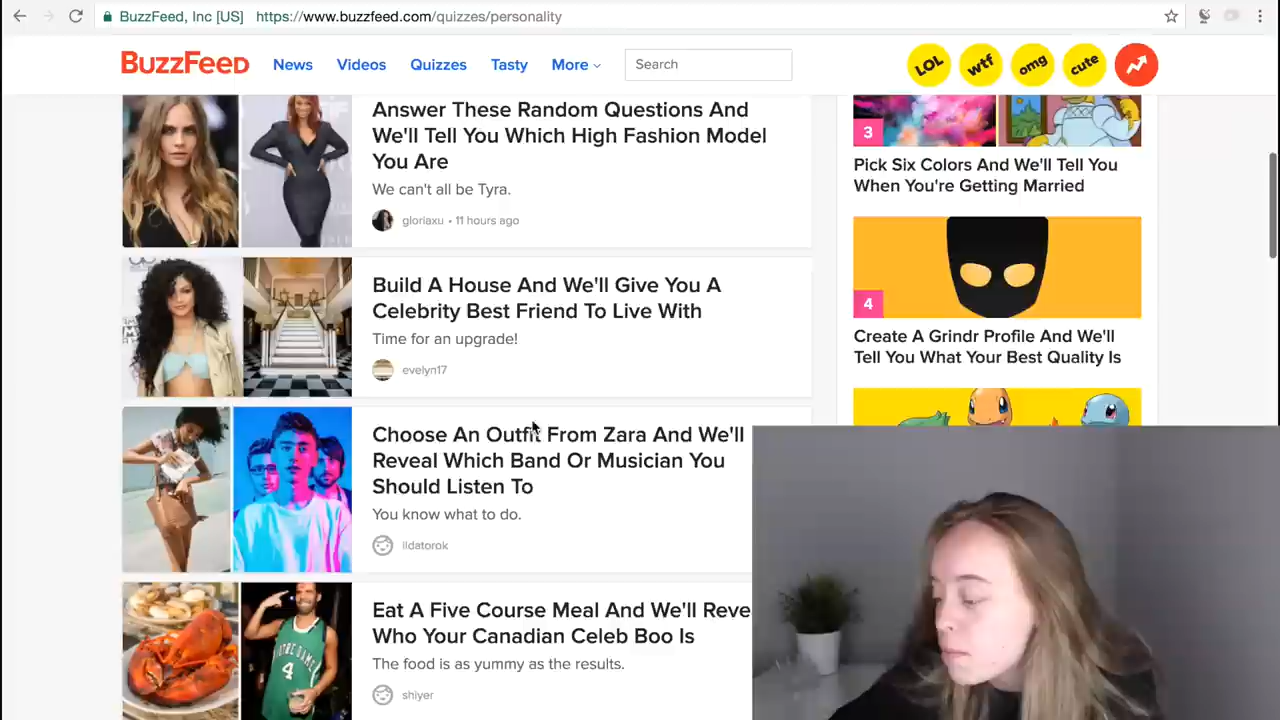 BuzzFeed, Inc [US] https://www.buzzfeed.com/quizzes/personality
BuzzFeed News Videos Quizzes Tasty More Search LOL wtf omg cute
Answer These Random Questions And
We'll Tell You Which High Fashion Model
You Are
We can't all be Tyra.
gloriaxu • 11 hours ago
Build A House And We'll Give You A
Celebrity Best Friend To Live With
Time for an upgrade!
evelyn17
Choose An Outfit From Zara And We'll
Reveal Which Band Or Musician You
Should Listen To
You know what to do.
lldatorok
Eat A Five Course Meal And We'll Reve
Who Your Canadian Celeb Boo Is
The food is as yummy as the results.
shiyer
NOTRE DAME
4
3
Pick Six Colors And We'll Tell You
When You're Getting Married
4
Create A Grindr Profile And We'll
Tell You What Your Best Quality Is